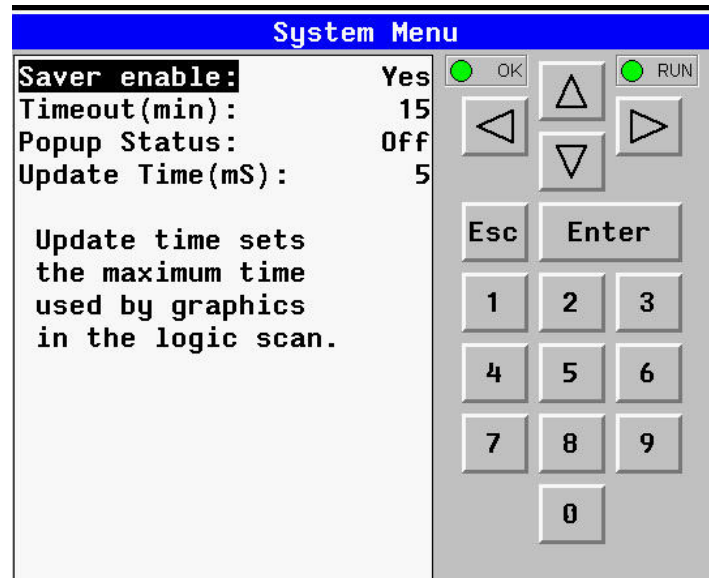 System Menu
Saver enable: Yes
Timeout(min): 15
Popup Status: Off
Update Time(mS): 5
Update time sets
the maximum time
used by graphics
in the logic scan.
OK
RUN
Esc
Enter
1 2 3
4 5 6
7 8 9
0